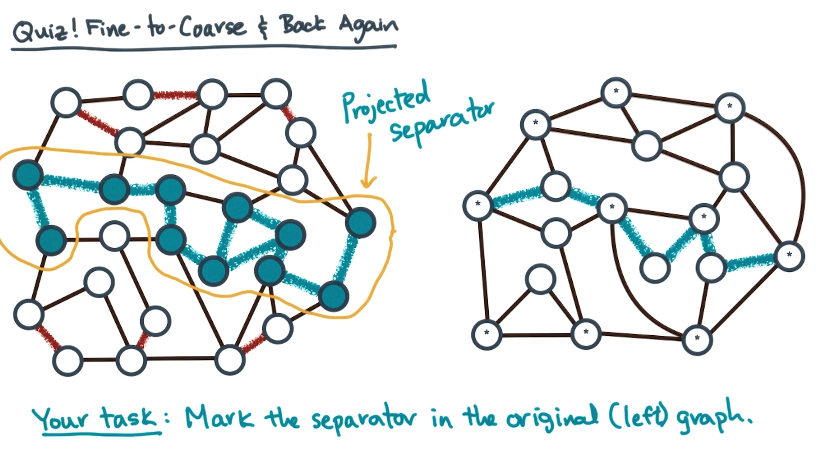 Quiz! Fine-to-Coarse & Back Again
Projected
separator
*
*
*
*
*
*
*
*
*
*
Your task: Mark the separator in the original (left) graph.